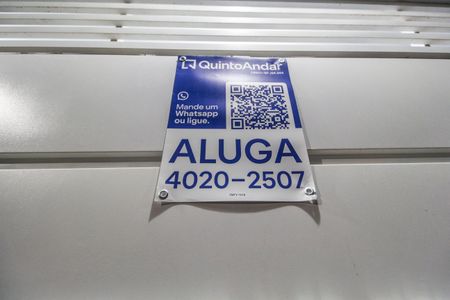 QuintoAndar
Mande um
Whatsapp
ou ligue.
ALUGA
4020-2507